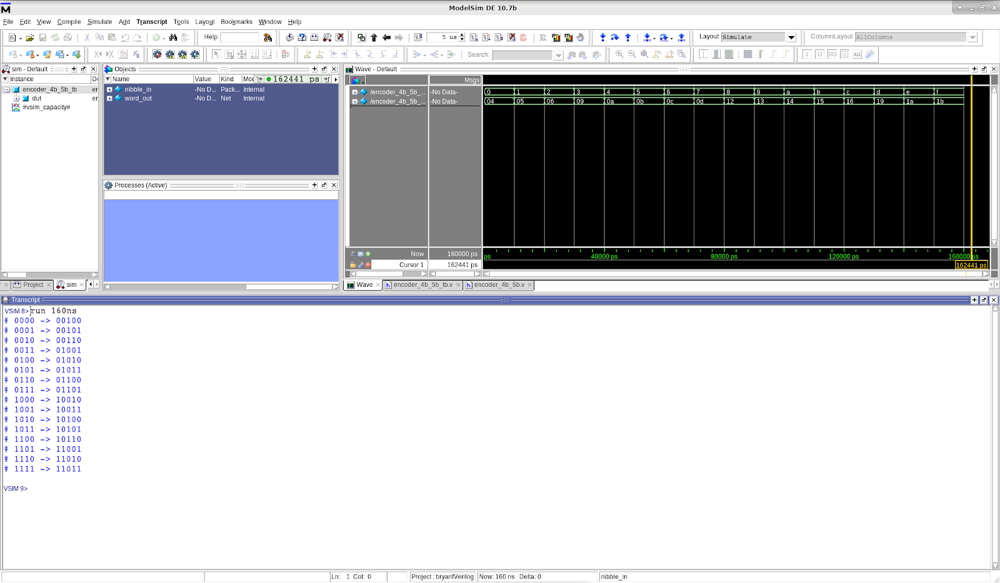 ModelSim DE 10.7b
File Edit View Compile Simulate Add Transcript Tools Layout Bookmarks Window Help
Help 5 us Layout Simulate ColumnLayout AllColumns
Search:
sim - Default
Instance
encoder_4b_5b_tb er
dut er
#vsim_capacity#
Project sim
Objects
Name Value Kind 162441 ps
nibble_in -No D... Pack... Internal
word_out -No D... Net Internal
Processes (Active)
Wave - Default
Msgs
/encoder_4b_5b_... -No Data- 0 1 2 3 4 5 6 7 8 9 a b c d e f
/encoder_4b_5b_... -No Data- 04 05 06 09 0a 0b 0c 0d 12 13 14 15 16 19 1a 1b
Now 160000 ps ps 40000 ps 80000 ps 120000 ps 160000 ps
Cursor 1 162441 ps 162441 ps
Wave encoder_4b_5b_tb.v encoder_4b_5b.v
Transcript
VSIM 8> run 160ns
# 0000 -> 00100
# 0001 -> 00101
# 0010 -> 00110
# 0011 -> 01001
# 0100 -> 01010
# 0101 -> 01011
# 0110 -> 01100
# 0111 -> 01101
# 1000 -> 10010
# 1001 -> 10011
# 1010 -> 10100
# 1011 -> 10101
# 1100 -> 10110
# 1101 -> 11001
# 1110 -> 11010
# 1111 -> 11011
VSIM 9>
Ln: 1 Col: 0 Project : bryanfVerilog Now: 160 ns Delta: 0 nibble_in